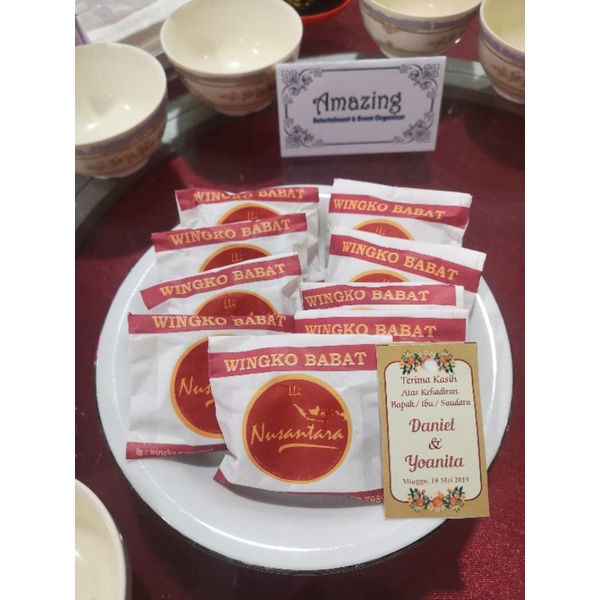 Amazing
Entertainment & Event Organizer
WINGKO BABAT
WINGKO BABAT
WINGKO BABAT
WINGKO BABAT
WINGKO BABAT
WINGKO BABAT
WINGKO BABAT
WINGKO BABAT
WINGKO BABAT
Nusantara
Nusantara
Terima Kasih
Atas Kehadiran
Bapak / Ibu / Saudara
Daniel
&
Yoanita
Minggu, 19 Mei 2019